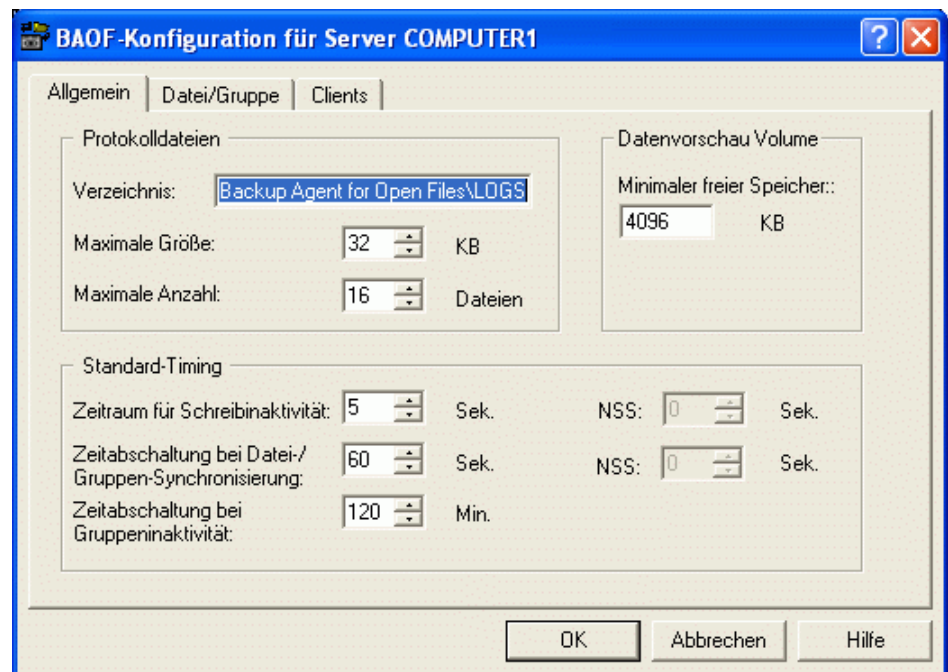 BAOF-Konfiguration für Server COMPUTER1
Allgemein Datei/Gruppe Clients
Protokolldateien
Verzeichnis: Backup Agent for Open Files\LOGS
Maximale Größe: 32 KB
Maximale Anzahl: 16 Dateien
Datenvorschau Volume
Minimaler freier Speicher::
4096 KB
Standard-Timing
Zeitraum für Schreibinaktivität: 5 Sek. NSS: 0 Sek.
Zeitabschaltung bei Datei-/
Gruppen-Synchronisierung: 60 Sek. NSS: 0 Sek.
Zeitabschaltung bei
Gruppeninaktivität: 120 Min.
OK Abbrechen Hilfe